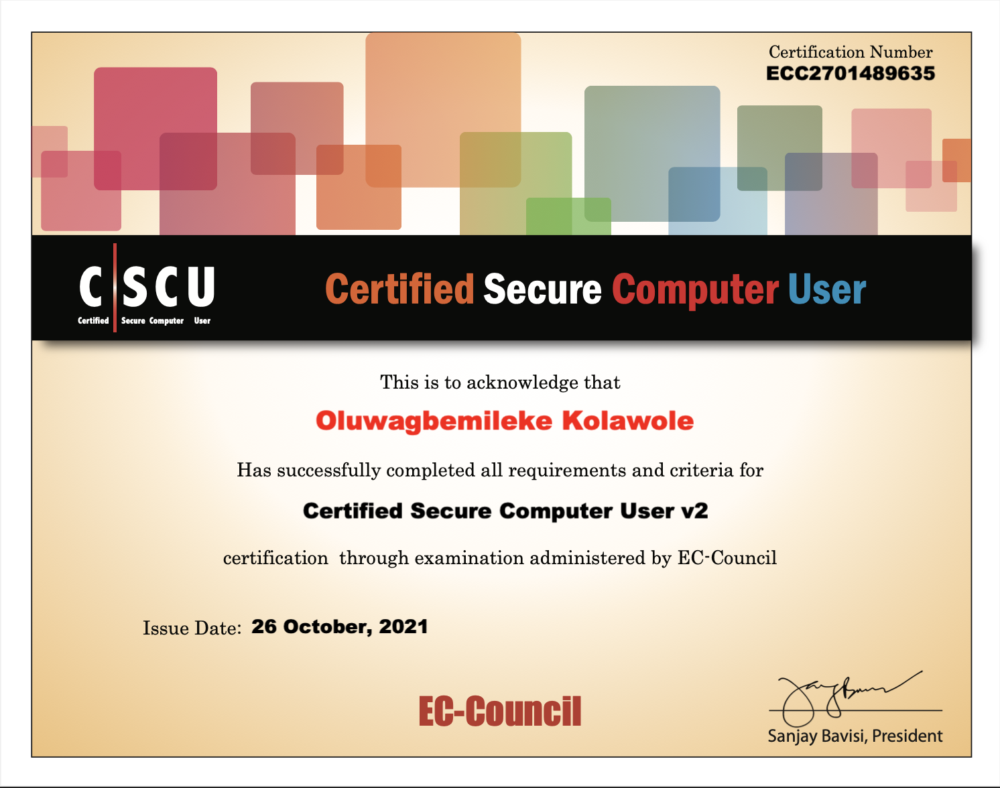 Certification Number
ECC2701489635
CSCU
Certified Secure Computer User
Certified Secure Computer User
This is to acknowledge that
Oluwagbemileke Kolawole
Has successfully completed all requirements and criteria for
Certified Secure Computer User v2
certification through examination administered by EC-Council
Issue Date: 26 October, 2021
EC-Council
Sanjay Bavisi, President